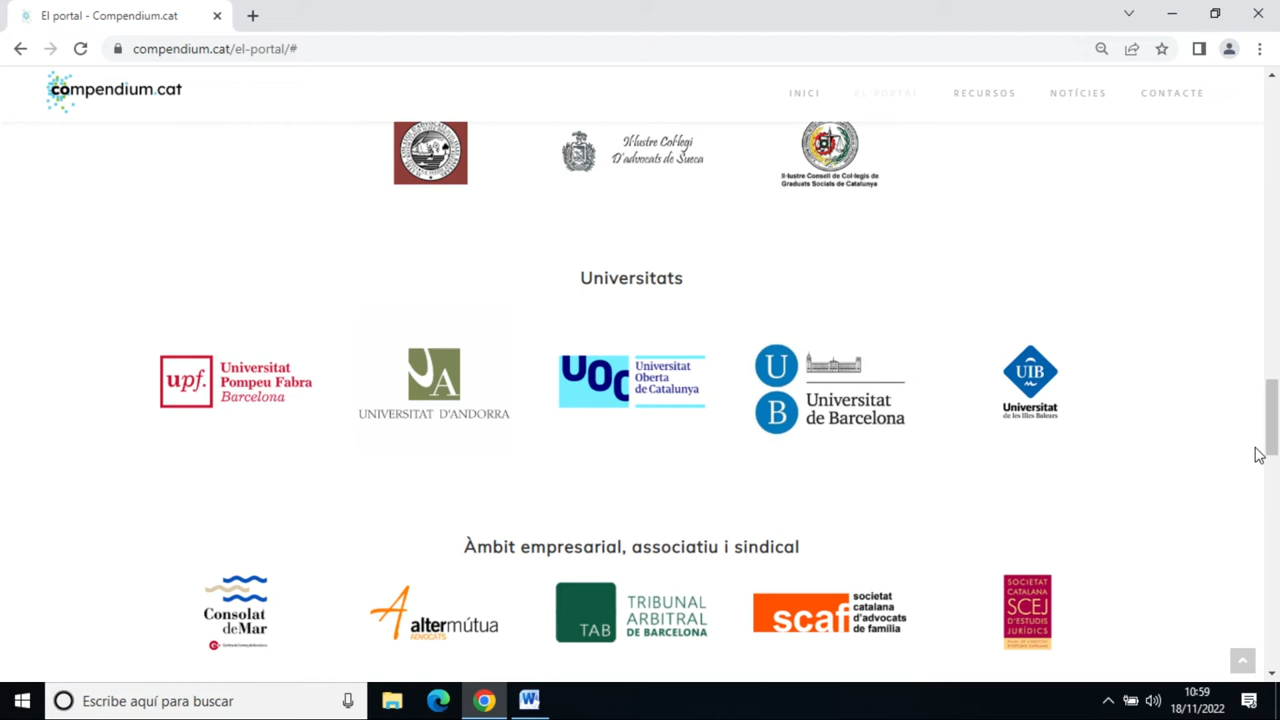 El portal - Compendium.cat
compendium.cat/el-portal/#
compendium.cat
INICI
EL PORTAL
RECURSOS
NOTÍCIES
CONTACTE
Il·lustre Col·legi
D'advocats de Sueca
Il·lustre Consell de Col·legis de
Graduats Socials de Catalunya
Universitats
upf.
Universitat
Pompeu Fabra
Barcelona
UA
UNIVERSITAT D'ANDORRA
UOC
Universitat
Oberta
de Catalunya
U
B
Universitat
de Barcelona
UIB
Universitat
de les Illes Balears
Àmbit empresarial, associatiu i sindical
Consolat
de Mar
A
altermútua
ADVOCATS
TAB
TRIBUNAL
ARBITRAL
DE BARCELONA
scaf
societat
catalana
d'advocats
de família
SOCIETAT
CATALANA
SCEJ
D'ESTUDIS
JURÍDICS
Escribe aquí para buscar
W
10:59
18/11/2022